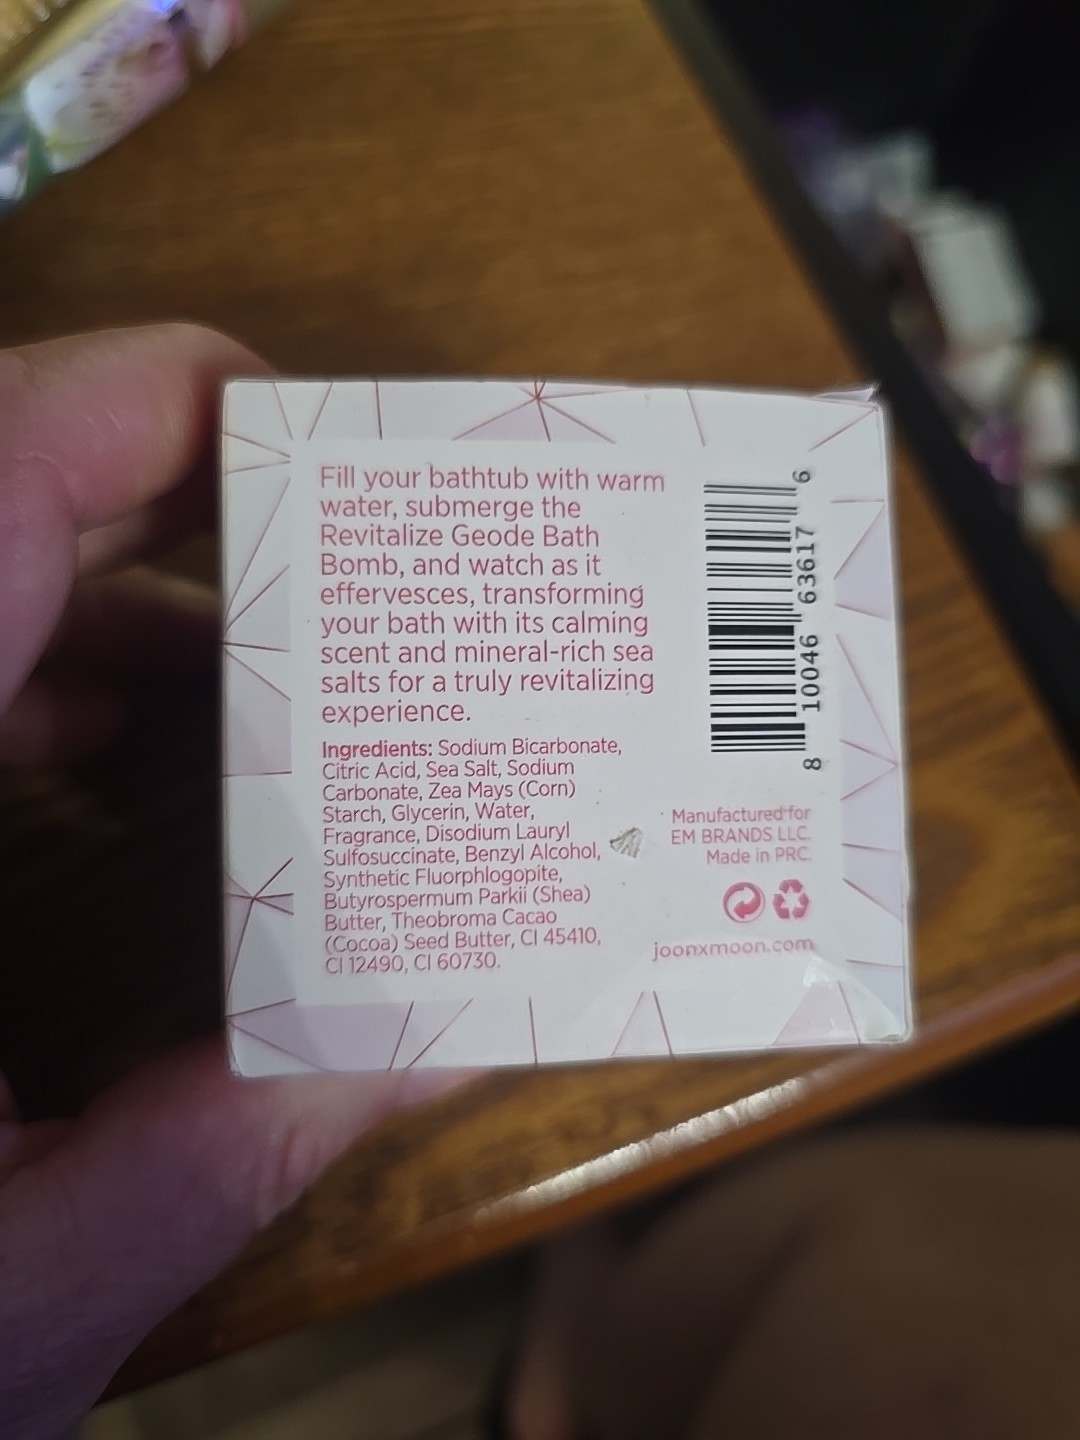 Fill your bathtub with warm
water, submerge the
Revitalize Geode Bath
Bomb, and watch as it
effervesces, transforming
your bath with its calming
scent and mineral-rich sea
salts for a truly revitalizing
experience.
Ingredients: Sodium Bicarbonate,
Citric Acid, Sea Salt, Sodium
Carbonate, Zea Mays (Corn)
Starch, Glycerin, Water,
Fragrance, Disodium Lauryl
Sulfosuccinate, Benzyl Alcohol,
Synthetic Fluorphlogopite,
Butyrospermum Parkii (Shea)
Butter, Theobroma Cacao
(Cocoa) Seed Butter, CI 45410,
CI 12490, CI 60730.
8 10046 63617 6
Manufactured for
EM BRANDS LLC.
Made in PRC.
joonxmoon.com